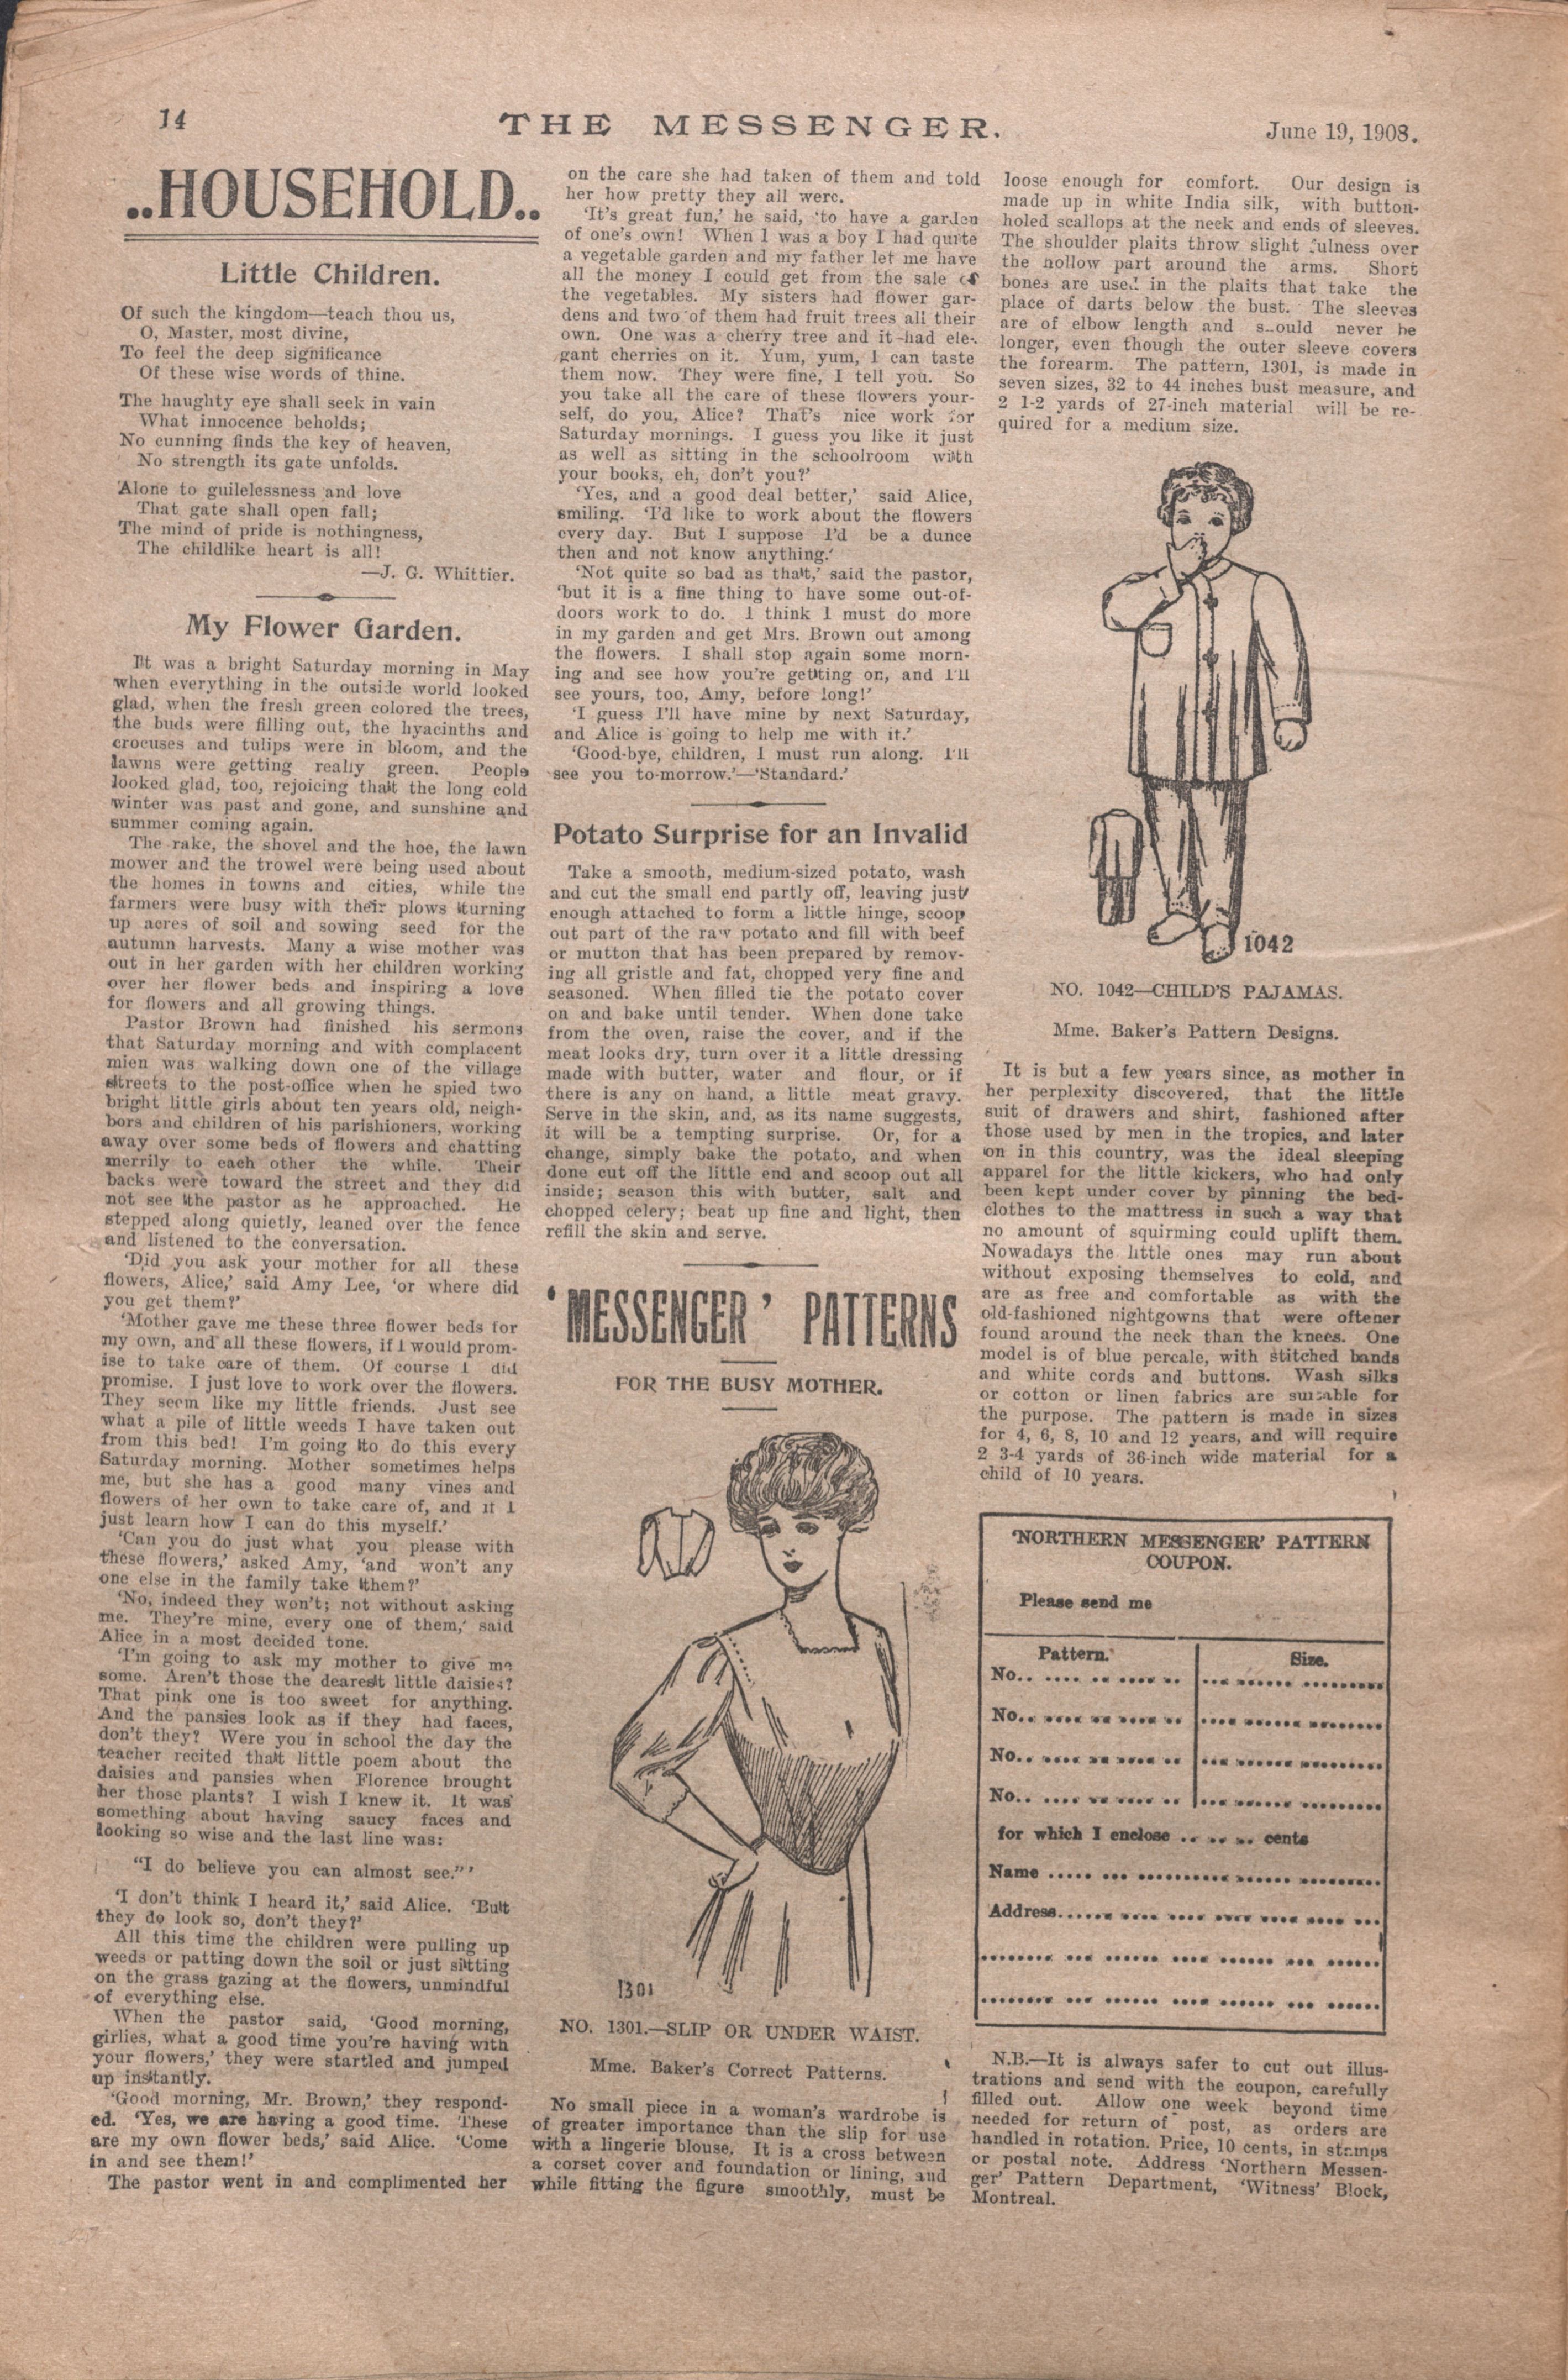 14
THE MESSENGER.
June 19, 1908.
..HOUSEHOLD..
Little Children.
Of such the kingdom—teach thou us,
O, Master, most divine,
To feel the deep significance
Of these wise words of thine.
The haughty eye shall seek in vain
What innocence beholds;
No cunning finds the key of heaven,
No strength its gate unfolds.
Alone to guilelessness and love
That gate shall open fall;
The mind of pride is nothingness,
The childlike heart is all!
—J. G. Whittier.
My Flower Garden.
It was a bright Saturday morning in May
when everything in the outside world looked
glad, when the fresh green colored the trees,
the buds were filling out, the hyacinths and
crocuses and tulips were in bloom, and the
lawns were getting really green. People
looked glad, too, rejoicing that the long cold
winter was past and gone, and sunshine and
summer coming again.
The rake, the shovel and the hoe, the lawn
mower and the trowel were being used about
the homes in towns and cities, while the
farmers were busy with their plows turning
up acres of soil and sowing seed for the
autumn harvests. Many a wise mother was
out in her garden with her children working
over her flower beds and inspiring a love
for flowers and all growing things.
Pastor Brown had finished his sermons
that Saturday morning and with complacent
mien was walking down one of the village
streets to the post-office when he spied two
bright little girls about ten years old, neigh-
bors and children of his parishioners, working
away over some beds of flowers and chatting
merrily to each other the while. Their
backs were toward the street and they did
not see the pastor as he approached. He
stepped along quietly, leaned over the fence
and listened to the conversation.
'Did you ask your mother for all these
flowers, Alice,' said Amy Lee, 'or where did
you get them?'
'Mother gave me these three flower beds for
my own, and all these flowers, if I would prom-
ise to take care of them. Of course I did
promise. I just love to work over the flowers.
They seem like my little friends. Just see
what a pile of little weeds I have taken out
from this bed! I'm going to do this every
Saturday morning. Mother sometimes helps
me, but she has a good many vines and
flowers of her own to take care of, and if I
just learn how I can do this myself.'
'Can you do just what you please with
these flowers,' asked Amy, 'and won't any
one else in the family take them?'
'No, indeed they won't; not without asking
me. They're mine, every one of them,' said
Alice in a most decided tone.
'I'm going to ask my mother to give me
some. Aren't those the dearest little daisies?
That pink one is too sweet for anything.
And the pansies look as if they had faces,
don't they? Were you in school the day the
teacher recited that little poem about the
daisies and pansies when Florence brought
her those plants? I wish I knew it. It was
something about having saucy faces and
looking so wise and the last line was:
"I do believe you can almost see."'
'I don't think I heard it,' said Alice. 'But
they do look so, don't they?'
All this time the children were pulling up
weeds or patting down the soil or just sitting
on the grass gazing at the flowers, unmindful
of everything else.
When the pastor said, 'Good morning,
girlies, what a good time you're having with
your flowers,' they were startled and jumped
up instantly.
'Good morning, Mr. Brown,' they respond-
ed. 'Yes, we are having a good time. These
are my own flower beds,' said Alice. 'Come
in and see them!'
The pastor went in and complimented her
on the care she had taken of them and told
her how pretty they all were.
'It's great fun,' he said, 'to have a garden
of one's own! When I was a boy I had quite
a vegetable garden and my father let me have
all the money I could get from the sale of
the vegetables. My sisters had flower gar-
dens and two of them had fruit trees all their
own. One was a cherry tree and it had ele-
gant cherries on it. Yum, yum, I can taste
them now. They were fine, I tell you. So
you take all the care of these flowers your-
self, do you, Alice? That's nice work for
Saturday mornings. I guess you like it just
as well as sitting in the schoolroom with
your books, eh, don't you?'
'Yes, and a good deal better,' said Alice,
smiling. 'I'd like to work about the flowers
every day. But I suppose I'd be a dunce
then and not know anything.'
'Not quite so bad as that,' said the pastor,
'but it is a fine thing to have some out-of-
doors work to do. I think I must do more
in my garden and get Mrs. Brown out among
the flowers. I shall stop again some morn-
ing and see how you're getting on, and I'll
see yours, too, Amy, before long!'
'I guess I'll have mine by next Saturday,
and Alice is going to help me with it.'
'Good-bye, children, I must run along. I'll
see you to-morrow.'—'Standard.'
Potato Surprise for an Invalid
Take a smooth, medium-sized potato, wash
and cut the small end partly off, leaving just
enough attached to form a little hinge, scoop
out part of the raw potato and fill with beef
or mutton that has been prepared by remov-
ing all gristle and fat, chopped very fine and
seasoned. When filled tie the potato cover
on and bake until tender. When done take
from the oven, raise the cover, and if the
meat looks dry, turn over it a little dressing
made with butter, water and flour, or if
there is any on hand, a little meat gravy.
Serve in the skin, and, as its name suggests,
it will be a tempting surprise. Or, for a
change, simply bake the potato, and when
done cut off the little end and scoop out all
inside; season this with butter, salt and
chopped celery; beat up fine and light, then
refill the skin and serve.
'MESSENGER' PATTERNS
FOR THE BUSY MOTHER.
1301
NO. 1301.—SLIP OR UNDER WAIST.
Mme. Baker's Correct Patterns.
No small piece in a woman's wardrobe is
of greater importance than the slip for use
with a lingerie blouse. It is a cross between
a corset cover and foundation or lining, and
while fitting the figure smoothly, must be
loose enough for comfort. Our design is
made up in white India silk, with button-
holed scallops at the neck and ends of sleeves.
The shoulder plaits throw slight fulness over
the hollow part around the arms. Short
bones are used in the plaits that take the
place of darts below the bust. The sleeves
are of elbow length and should never be
longer, even though the outer sleeve covers
the forearm. The pattern, 1301, is made in
seven sizes, 32 to 44 inches bust measure, and
2 1-2 yards of 27-inch material will be re-
quired for a medium size.
1042
NO. 1042—CHILD'S PAJAMAS.
Mme. Baker's Pattern Designs.
It is but a few years since, as mother in
her perplexity discovered, that the little
suit of drawers and shirt, fashioned after
those used by men in the tropics, and later
on in this country, was the ideal sleeping
apparel for the little kickers, who had only
been kept under cover by pinning the bed-
clothes to the mattress in such a way that
no amount of squirming could uplift them.
Nowadays the little ones may run about
without exposing themselves to cold, and
are as free and comfortable as with the
old-fashioned nightgowns that were oftener
found around the neck than the knees. One
model is of blue percale, with stitched bands
and white cords and buttons. Wash silks
or cotton or linen fabrics are suitable for
the purpose. The pattern is made in sizes
for 4, 6, 8, 10 and 12 years, and will require
2 3-4 yards of 36-inch wide material for a
child of 10 years.
'NORTHERN MESSENGER' PATTERN
COUPON.
Please send me
Pattern. Size.
No.. .... .. .... .. ... ...... .........
No.. .... .. .... .. .... ...... ........
No.. .... .. .... .. .... ...... ........
No.. .... .. .... .. .... ...... ........
for which I enclose .. .. .. cents
Name ..... ... .......... ...... .........
Address...... .... .... .... .... .... ...
........ ... ...... .... ...... ... ......
........ ... ...... .... ...... ... ......
N.B.—It is always safer to cut out illus-
trations and send with the coupon, carefully
filled out. Allow one week beyond time
needed for return of post, as orders are
handled in rotation. Price, 10 cents, in stamps
or postal note. Address 'Northern Messen-
ger' Pattern Department, 'Witness' Block,
Montreal.